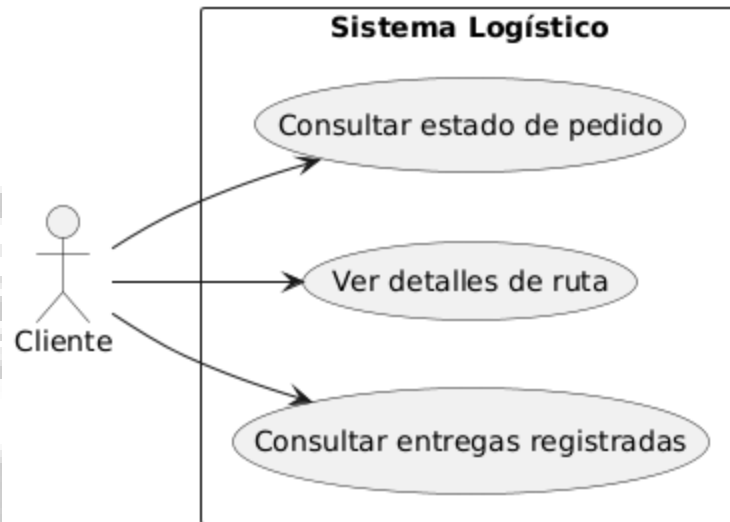 Sistema Logístico
Consultar estado de pedido
Ver detalles de ruta
Cliente
Consultar entregas registradas